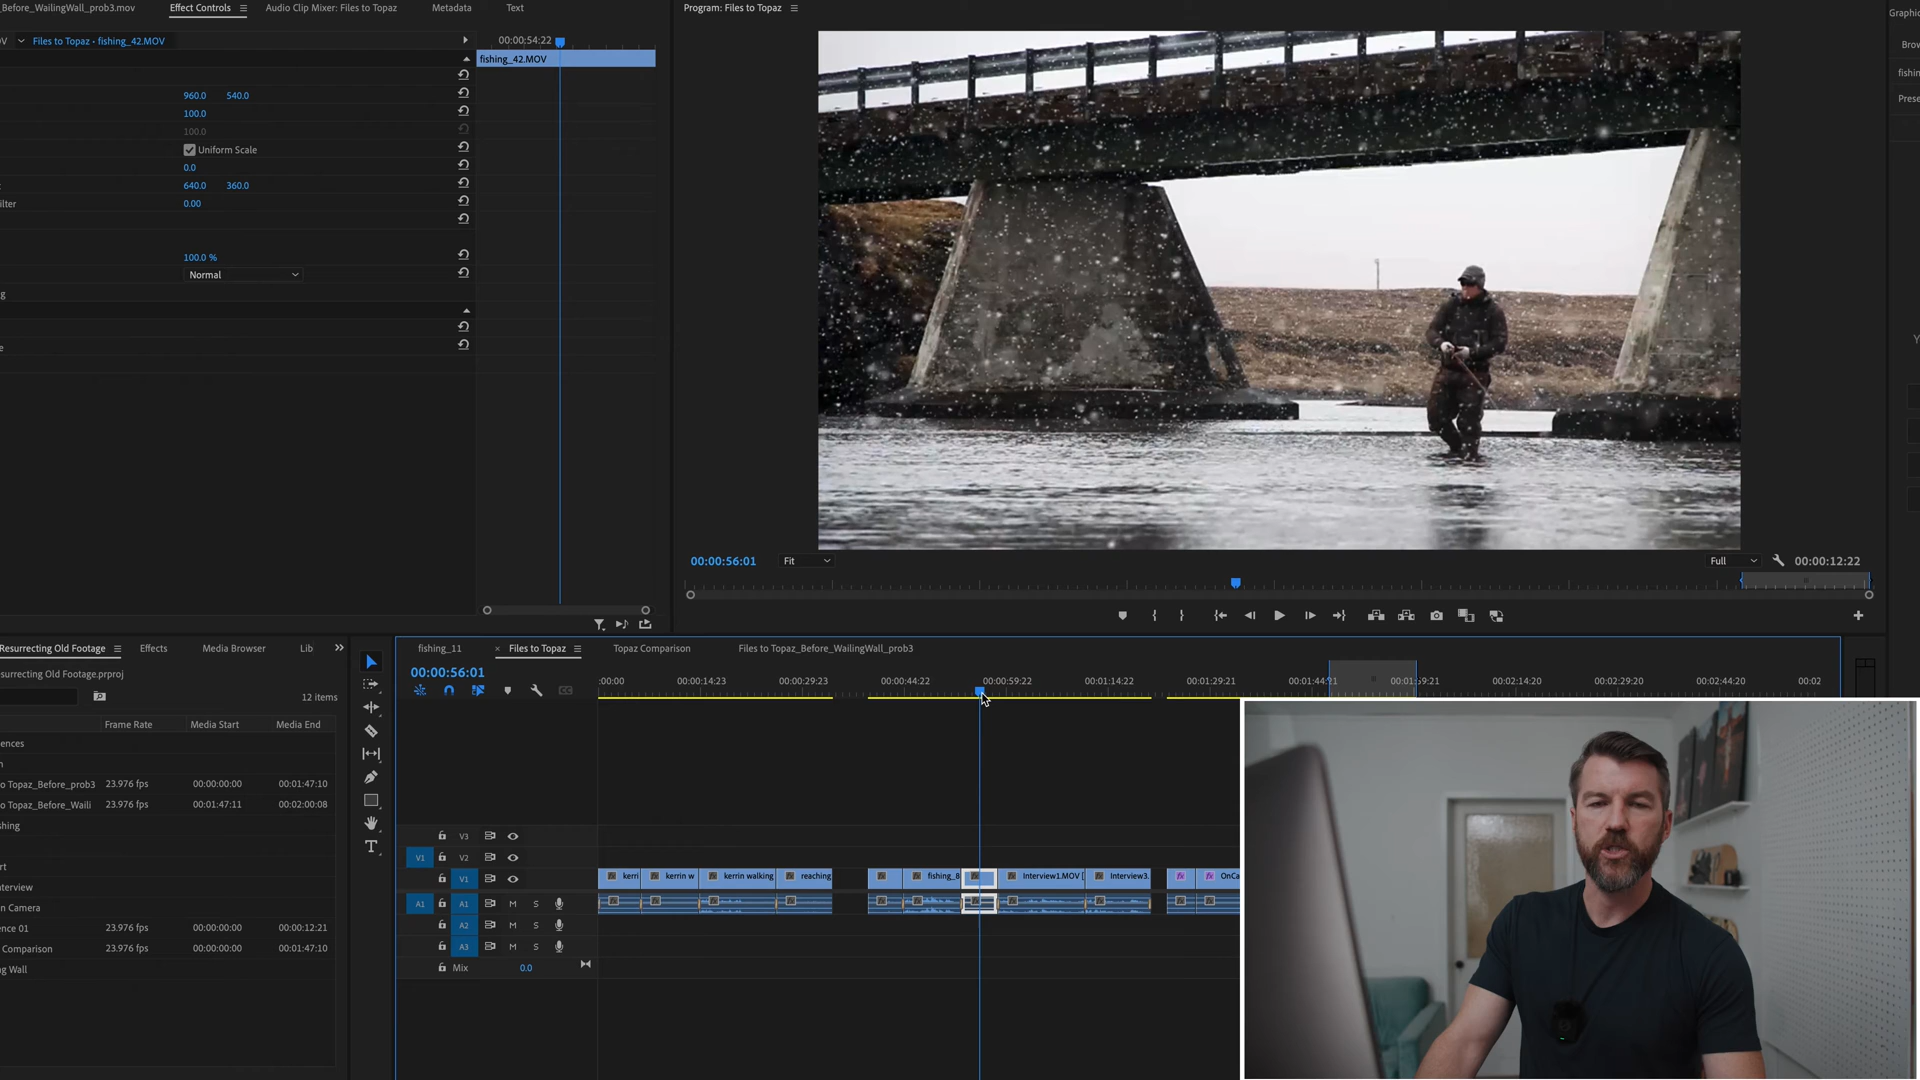 _Before_WailingWall_prob3.mov
Effect Controls
Audio Clip Mixer: Files to Topaz
Metadata
Text
Program: Files to Topaz
Graphic
OV
Files to Topaz • fishing_42.MOV
00:00:54:22
fishing_42.MOV
Brow
fishin
Prese
960.0 540.0
100.0
100.0
Uniform Scale
0.0
640.0 360.0
ilter
0.00
100.0 %
Normal
g
e
Y
00:00:56:01
Fit
Full
00:00:12:22
Resurrecting Old Footage
Effects
Media Browser
Lib
esurrecting Old Footage.prproj
12 items
Frame Rate
Media Start
Media End
ences
n
o Topaz_Before_prob3 23.976 fps 00:00:00:00 00:01:47:10
o Topaz_Before_Waili 23.976 fps 00:01:47:11 00:02:00:08
shing
rt
nterview
n Camera
ence 01 23.976 fps 00:00:00:00 00:00:12:21
Comparison 23.976 fps 00:00:00:00 00:01:47:10
ng Wall
fishing_11
× Files to Topaz
Topaz Comparison
Files to Topaz_Before_WailingWall_prob3
00:00:56:01
:00:00 00:00:14:23 00:00:29:23 00:00:44:22 00:00:59:22 00:01:14:22 00:01:29:21 00:01:44:21 00:01:59:21 00:02:14:20 00:02:29:20 00:02:44:20 00:02
V3
V1 V2
V1
kerri
kerrin w
kerrin walking
reaching
fishing_8
Interview1.MOV [
Interview3.
OnCa
A1 A1 M S
A2 M S
A3 M S
Mix 0.0